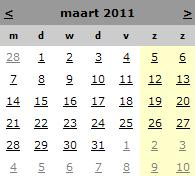 < maart 2011 >
m d w d v z z
28 1 2 3 4 5 6
7 8 9 10 11 12 13
14 15 16 17 18 19 20
21 22 23 24 25 26 27
28 29 30 31 1 2 3
4 5 6 7 8 9 10